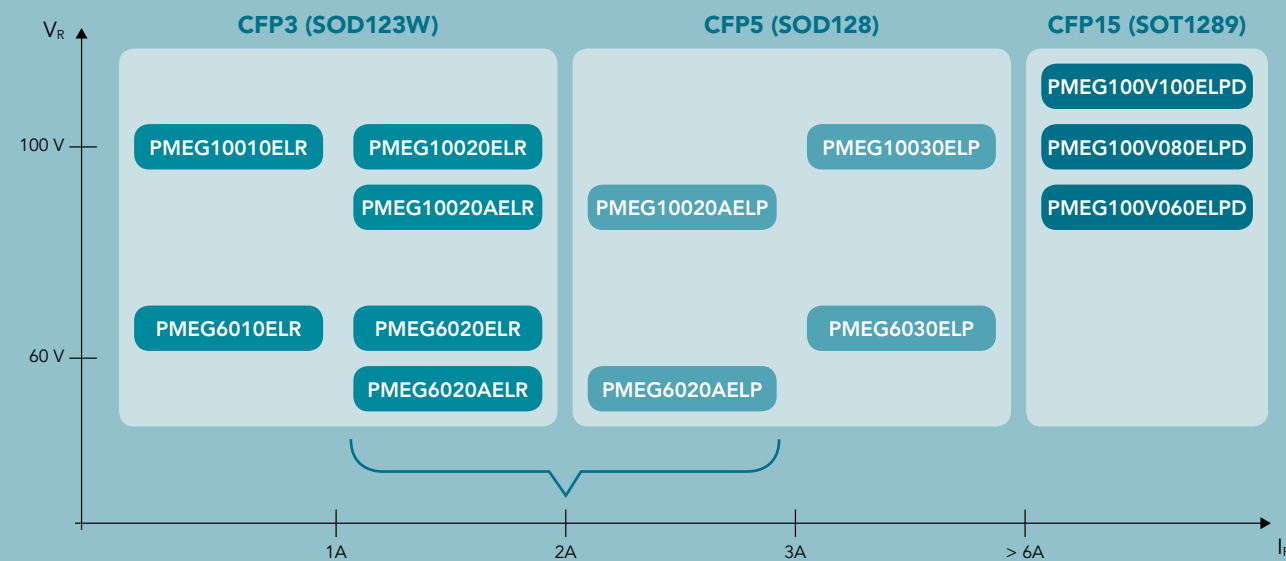 VR
CFP3 (SOD123W)
CFP5 (SOD128)
CFP15 (SOT1289)
PMEG100V100ELPD
100 V
PMEG10010ELR
PMEG10020ELR
PMEG10030ELP
PMEG100V080ELPD
PMEG10020AELR
PMEG10020AELP
PMEG100V060ELPD
PMEG6010ELR
PMEG6020ELR
PMEG6030ELP
60 V
PMEG6020AELR
PMEG6020AELP
1A
2A
3A
> 6A